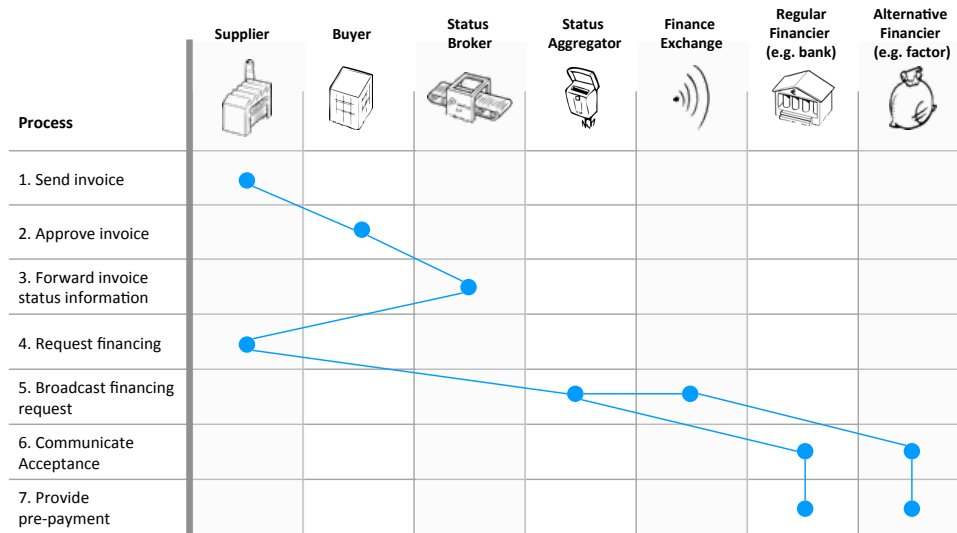 Supplier
Buyer
Status
Broker
Status
Aggregator
Finance
Exchange
Regular
Financier
(e.g. bank)
Alternative
Financier
(e.g. factor)
Process
1. Send invoice
2. Approve invoice
3. Forward invoice
status information
4. Request financing
5. Broadcast financing
request
6. Communicate
Acceptance
7. Provide
pre-payment